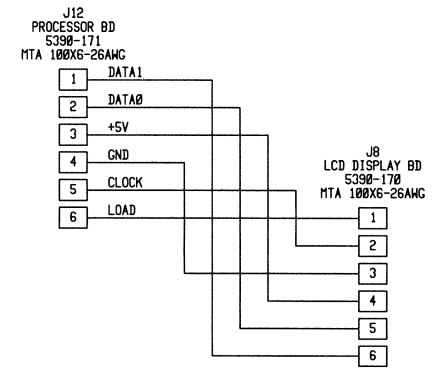 J12
PROCESSOR BD
5390-171
MTA 100X6-26AWG
1 DATA1
2 DATA0
3 +5V
4 GND
5 CLOCK
6 LOAD
J8
LCD DISPLAY BD
5390-170
MTA 100X6-26AWG
1
2
3
4
5
6